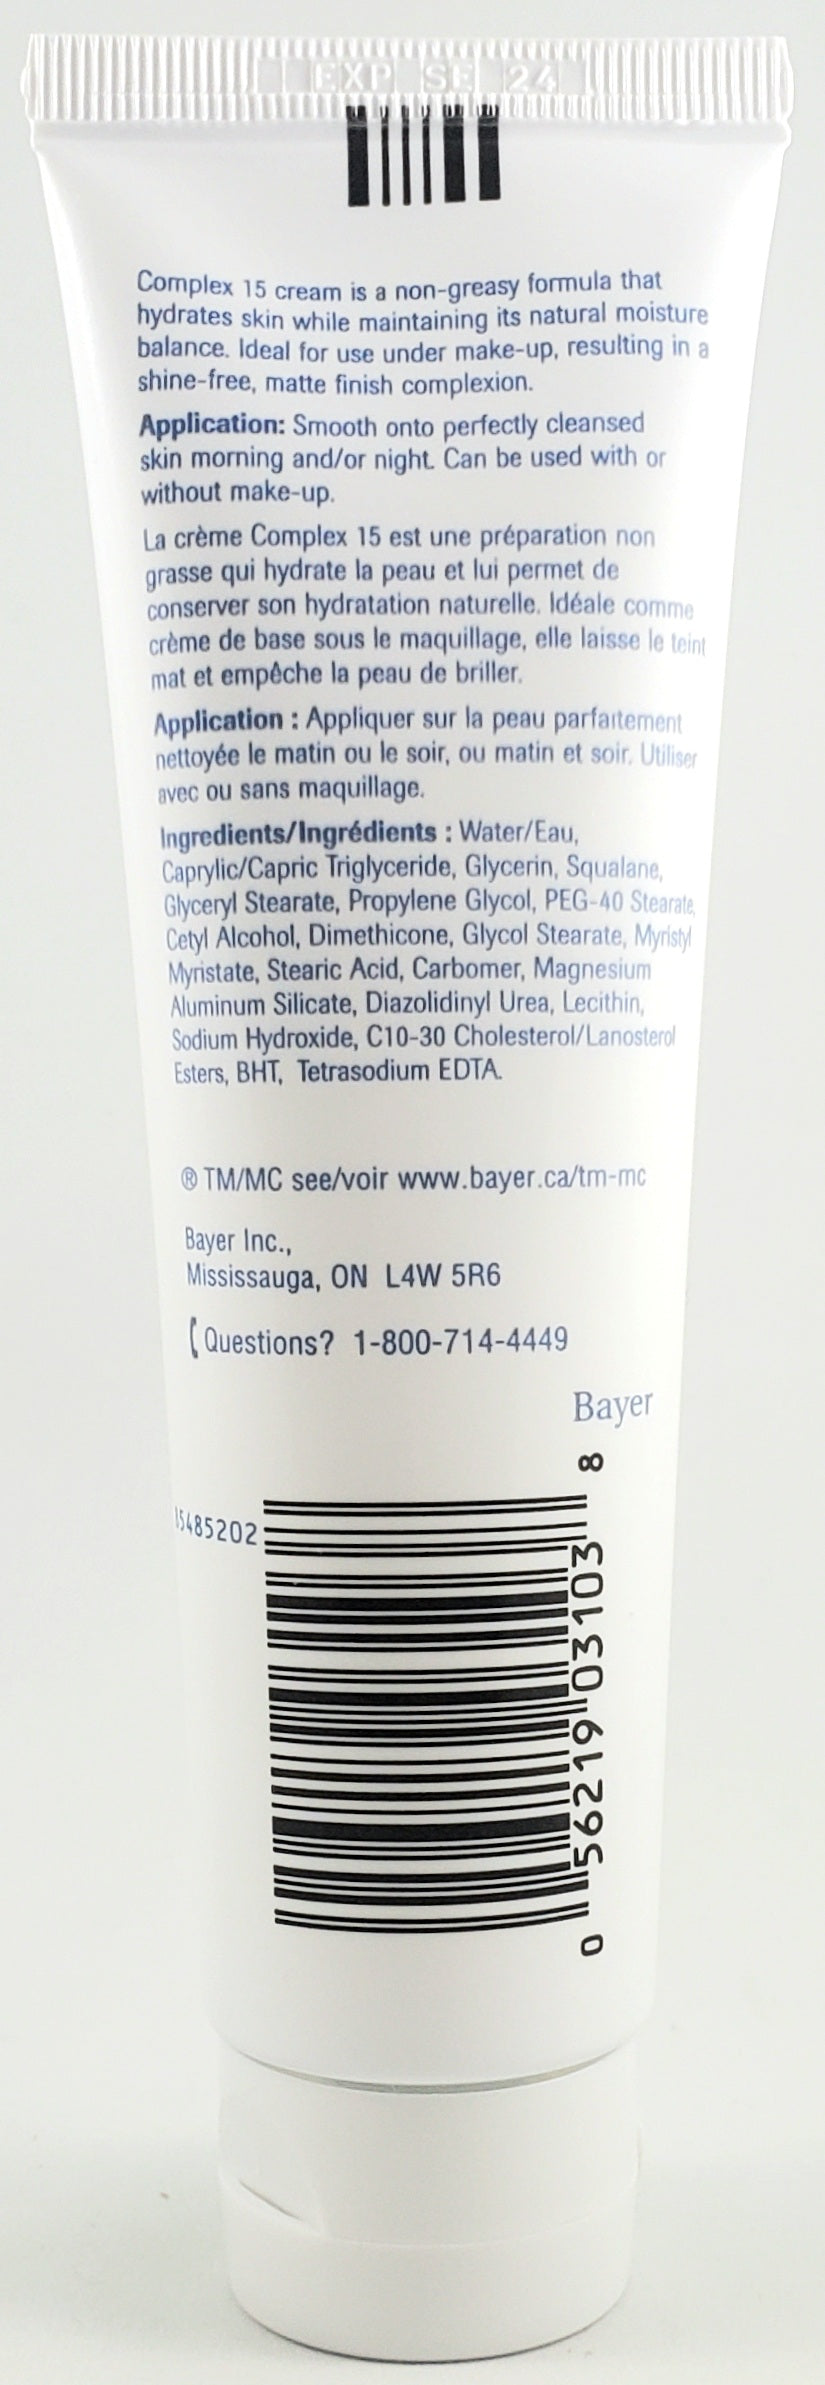 EXP SE 24
Complex 15 cream is a non-greasy formula that
hydrates skin while maintaining its natural moisture
balance. Ideal for use under make-up, resulting in a
shine-free, matte finish complexion.
Application: Smooth onto perfectly cleansed
skin morning and/or night. Can be used with or
without make-up.
La crème Complex 15 est une préparation non
grasse qui hydrate la peau et lui permet de
conserver son hydratation naturelle. Idéale comme
crème de base sous le maquillage, elle laisse le teint
mat et empêche la peau de briller.
Application : Appliquer sur la peau parfaitement
nettoyée le matin ou le soir, ou matin et soir. Utiliser
avec ou sans maquillage.
Ingredients/Ingrédients : Water/Eau,
Caprylic/Capric Triglyceride, Glycerin, Squalane,
Glyceryl Stearate, Propylene Glycol, PEG-40 Stearate,
Cetyl Alcohol, Dimethicone, Glycol Stearate, Myristyl
Myristate, Stearic Acid, Carbomer, Magnesium
Aluminum Silicate, Diazolidinyl Urea, Lecithin,
Sodium Hydroxide, C10-30 Cholesterol/Lanosterol
Esters, BHT, Tetrasodium EDTA.
® TM/MC see/voir www.bayer.ca/tm-mc
Bayer Inc.,
Mississauga, ON L4W 5R6
Questions? 1-800-714-4449
Bayer
0 56219 03103 8